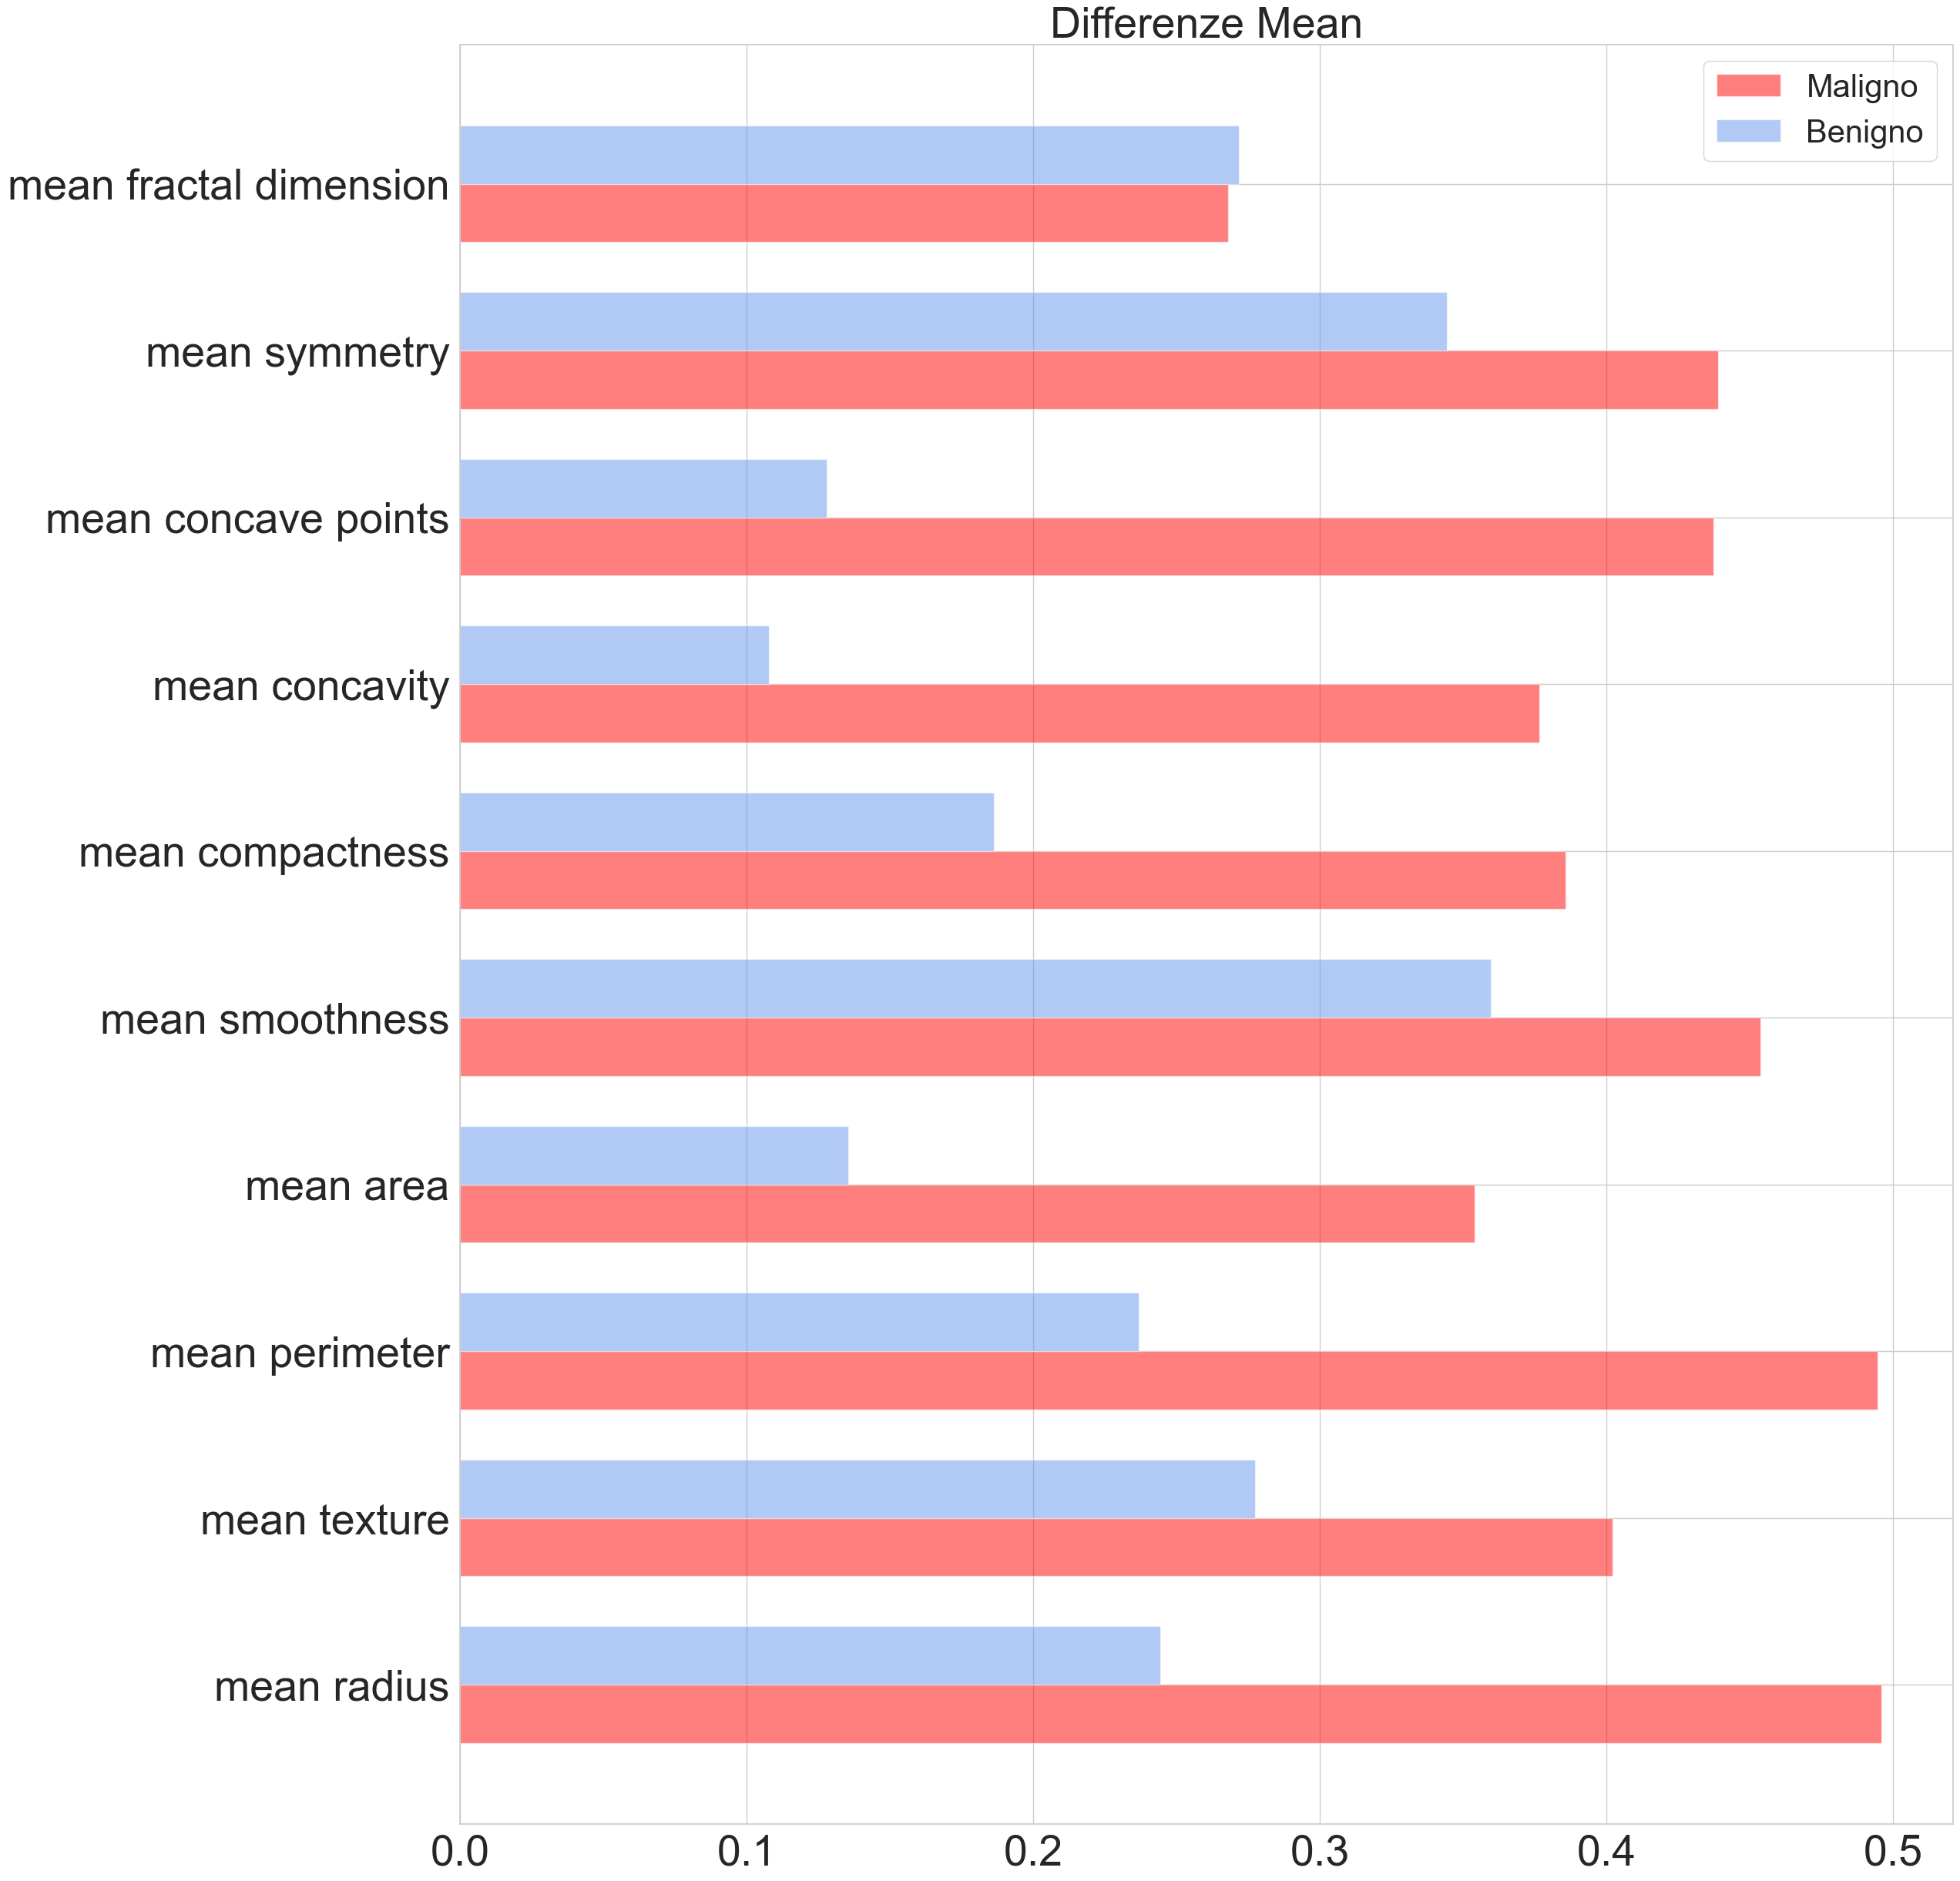 Differenze Mean
Maligno
Benigno
mean fractal dimension
mean symmetry
mean concave points
mean concavity
mean compactness
mean smoothness
mean area
mean perimeter
mean texture
mean radius
0.0 0.1 0.2 0.3 0.4 0.5